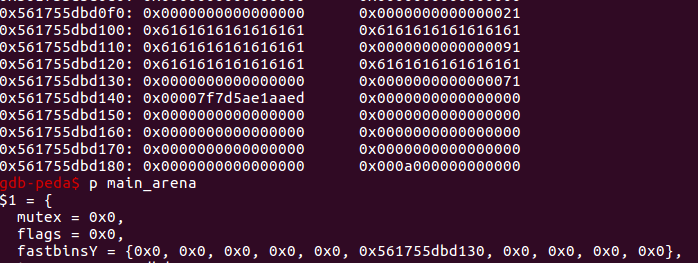 0x561755dbd0f0: 0x0000000000000000 0x0000000000000021
0x561755dbd100: 0x6161616161616161 0x6161616161616161
0x561755dbd110: 0x6161616161616161 0x0000000000000091
0x561755dbd120: 0x6161616161616161 0x6161616161616161
0x561755dbd130: 0x0000000000000000 0x0000000000000071
0x561755dbd140: 0x00007f7d5ae1aaed 0x0000000000000000
0x561755dbd150: 0x0000000000000000 0x0000000000000000
0x561755dbd160: 0x0000000000000000 0x0000000000000000
0x561755dbd170: 0x0000000000000000 0x0000000000000000
0x561755dbd180: 0x0000000000000000 0x000a000000000000
gdb-peda$ p main_arena
$1 = {
mutex = 0x0,
flags = 0x0,
fastbinsY = {0x0, 0x0, 0x0, 0x0, 0x0, 0x561755dbd130, 0x0, 0x0, 0x0, 0x0},